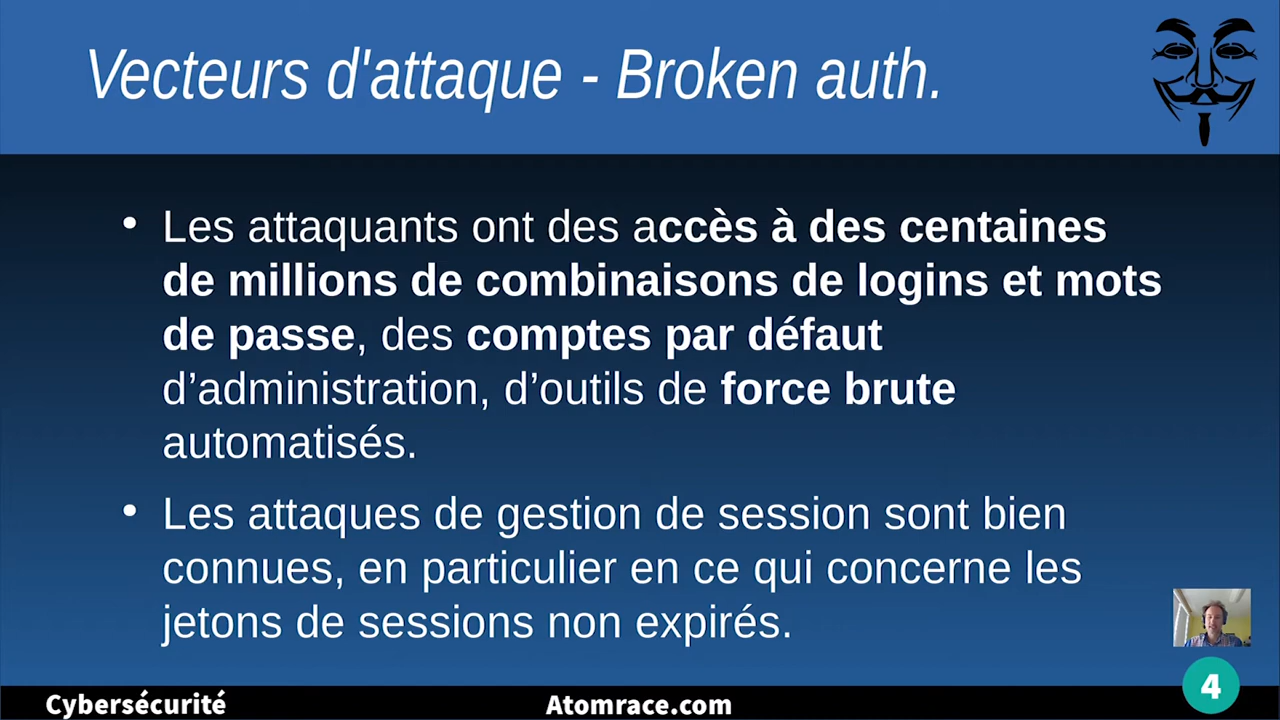 Vecteurs d'attaque - Broken auth.
• Les attaquants ont des accès à des centaines
de millions de combinaisons de logins et mots
de passe, des comptes par défaut
d’administration, d’outils de force brute
automatisés.
• Les attaques de gestion de session sont bien
connues, en particulier en ce qui concerne les
jetons de sessions non expirés.
4
Cybersécurité
Atomrace.com